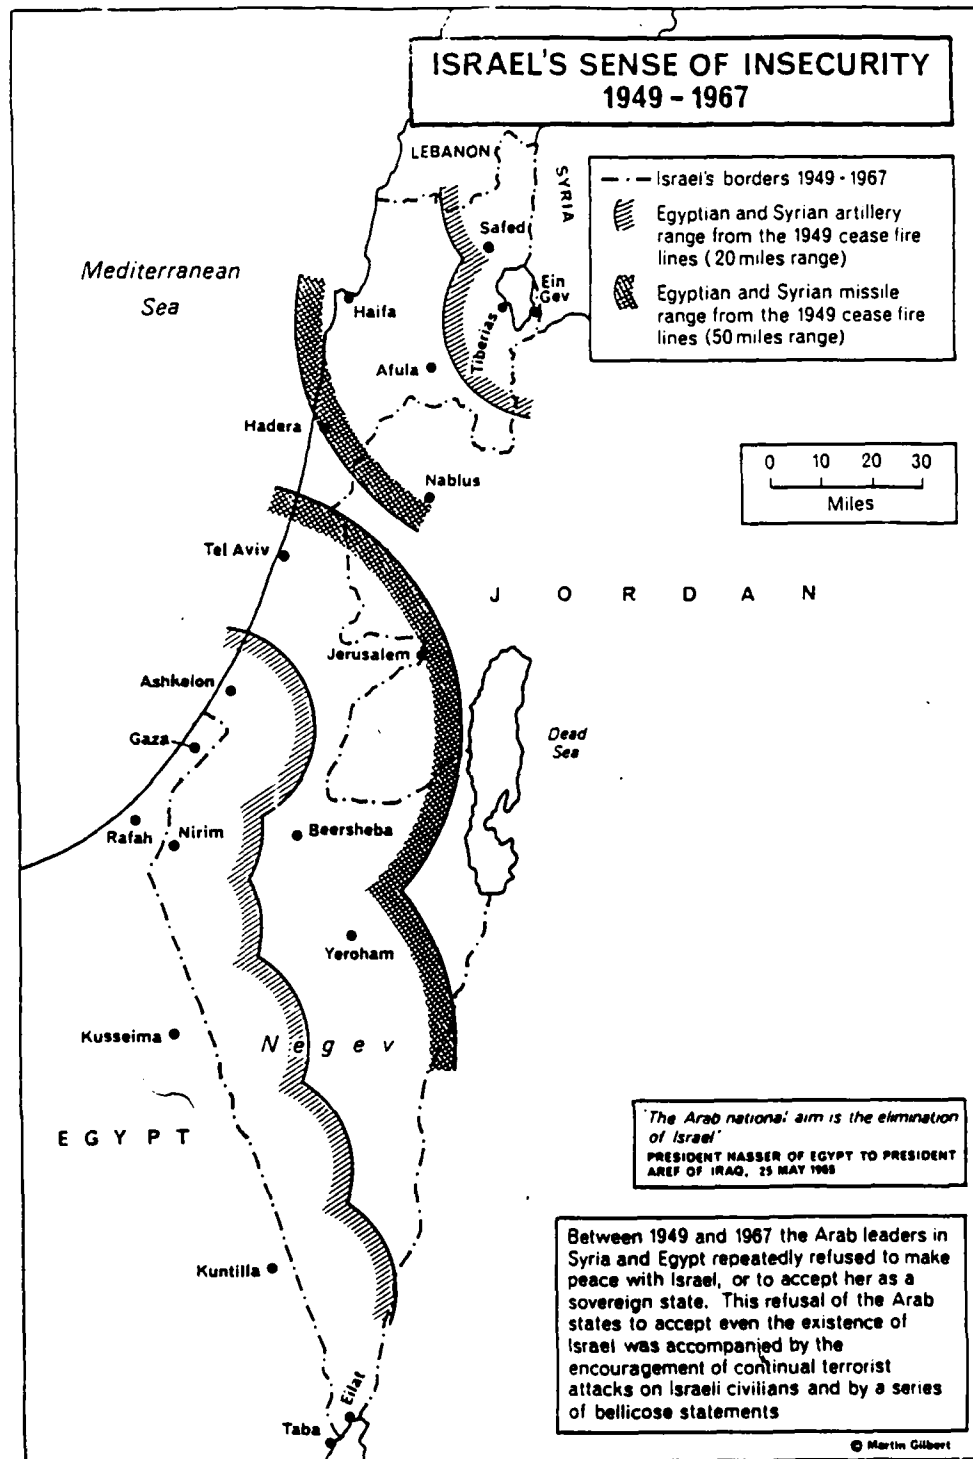 ISRAEL'S SENSE OF INSECURITY
1949 - 1967
LEBANON
SYRIA
—·— Israel's borders 1949 - 1967
Egyptian and Syrian artillery
range from the 1949 cease fire
lines (20 miles range)
Egyptian and Syrian missile
range from the 1949 cease fire
lines (50 miles range)
Safed
Mediterranean
Sea
Haifa
Ein
Gev
Tiberias
Afula
Hadera
Nablus
0 10 20 30
Miles
Tel Aviv
JORDAN
Jerusalem
Ashkelon
Gaza
Dead
Sea
Rafah
Nirim
Beersheba
Yeroham
Kusseima
Negev
EGYPT
'The Arab national aim is the elimination
of Israel'
PRESIDENT NASSER OF EGYPT TO PRESIDENT
AREF OF IRAQ, 25 MAY
Between 1949 and 1967 the Arab leaders in
Syria and Egypt repeatedly refused to make
peace with Israel, or to accept her as a
sovereign state. This refusal of the Arab
states to accept even the existence of
Israel was accompanied by the
encouragement of continual terrorist
attacks on Israeli civilians and by a series
of bellicose statements
Kuntilla
Eilat
Taba
© Martin Gilbert